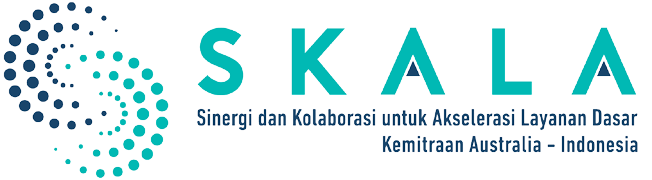 SKALA
Sinergi dan Kolaborasi untuk Akselerasi Layanan Dasar
Kemitraan Australia - Indonesia